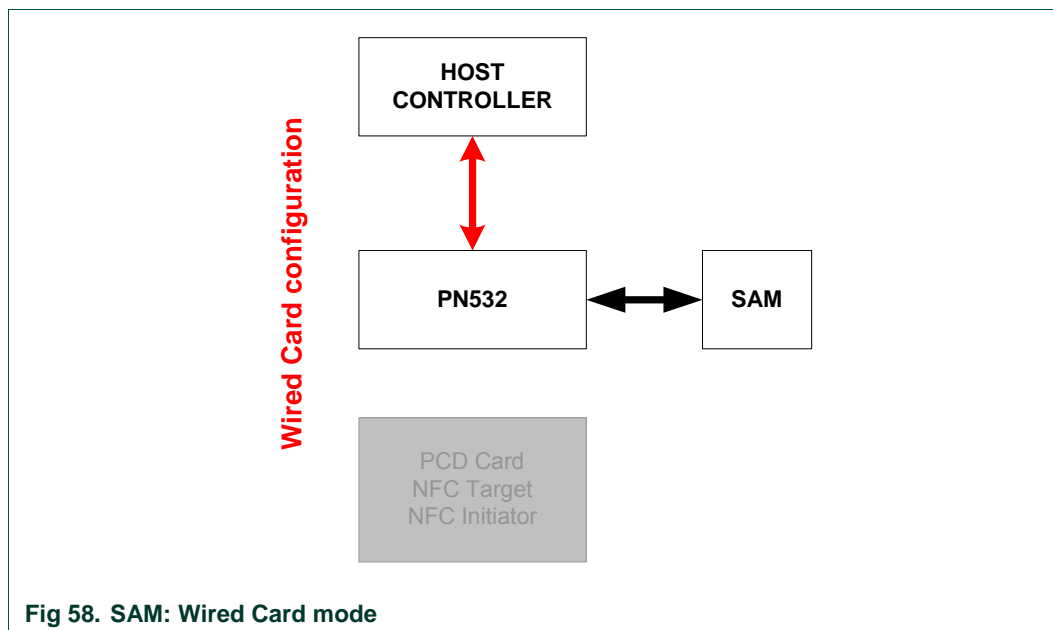 HOST
CONTROLLER
Wired Card configuration
PN532
SAM
PCD Card
NFC Target
NFC Initiator
Fig 58. SAM: Wired Card mode